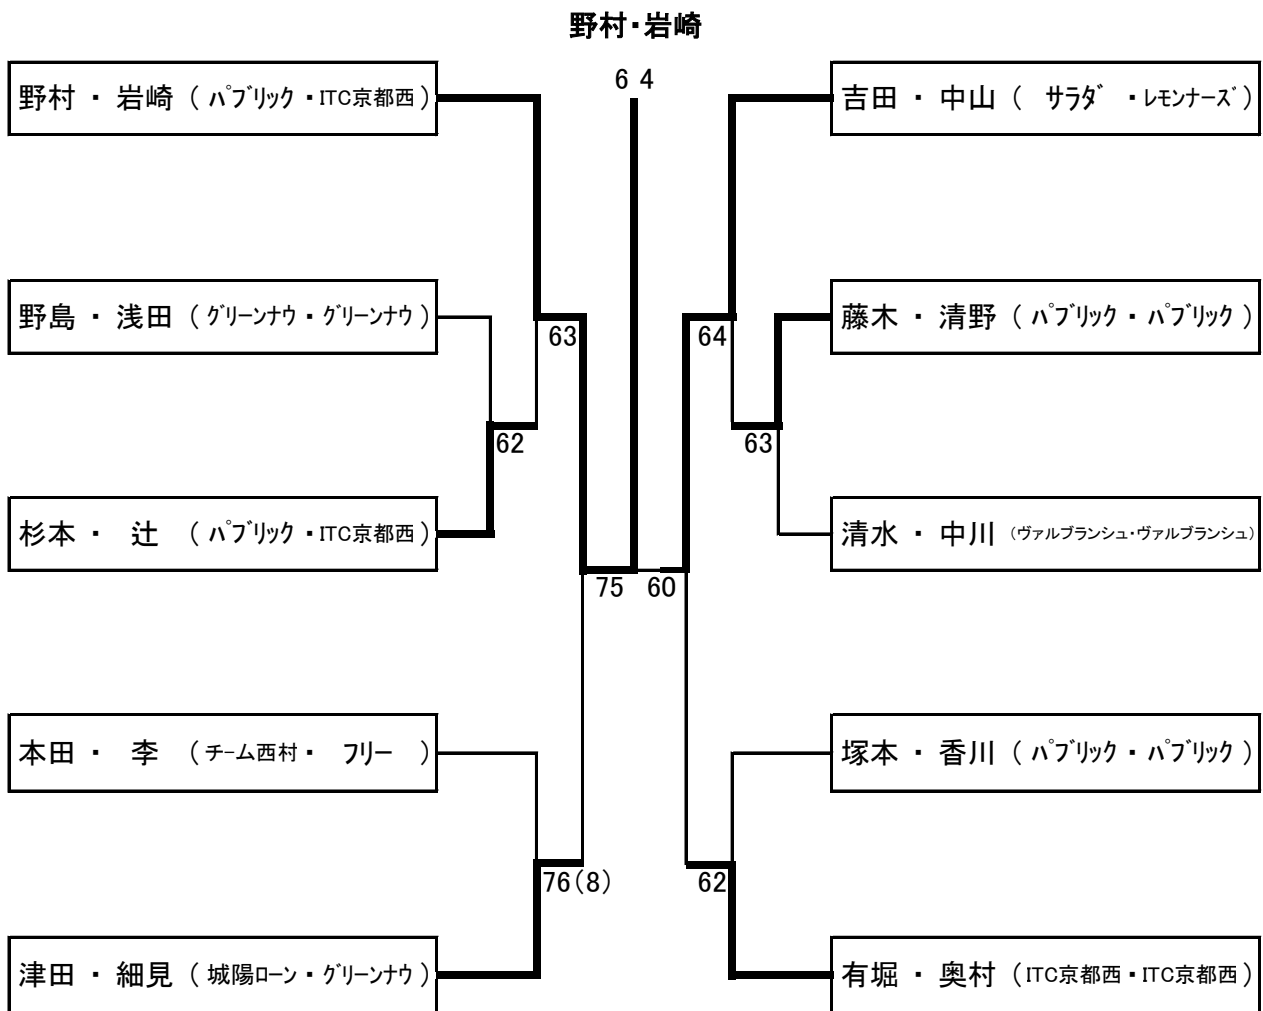 野村・岩崎
6 4
野村 ・ 岩崎 ( パブリック ・ ITC京都西 )
吉田 ・ 中山 ( サラダ ・ レモンナーズ )
野島 ・ 浅田 ( グリーンナウ ・ グリーンナウ )
藤木 ・ 清野 ( パブリック ・ パブリック )
63
64
62
63
杉本 ・ 辻 ( パブリック ・ ITC京都西 )
清水 ・ 中川 (ヴァルブランシュ・ヴァルブランシュ)
75
60
本田 ・ 李 ( チーム西村 ・ フリー )
塚本 ・ 香川 ( パブリック ・ パブリック )
76(8)
62
津田 ・ 細見 ( 城陽ローン ・ グリーンナウ )
有堀 ・ 奥村 ( ITC京都西 ・ ITC京都西 )